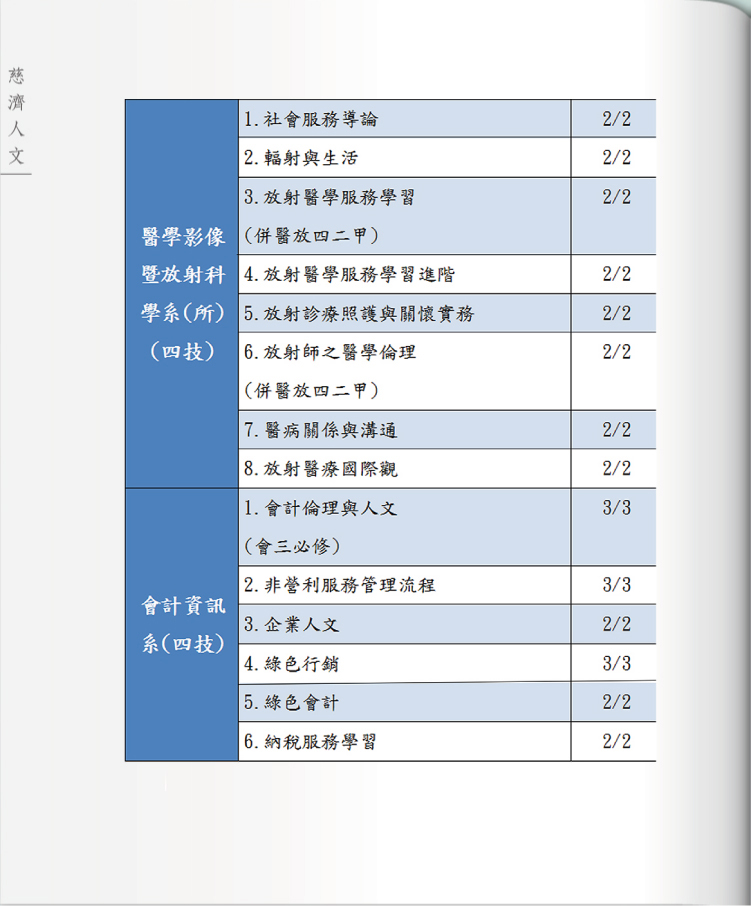 慈濟人文
醫學影像
暨放射科
學系(所)
(四技)
1.社會服務導論 2/2
2.輻射與生活 2/2
3.放射醫學服務學習 2/2
(併醫放四二甲)
4.放射醫學服務學習進階 2/2
5.放射診療照護與關懷實務 2/2
6.放射師之醫學倫理 2/2
(併醫放四二甲)
7.醫病關係與溝通 2/2
8.放射醫療國際觀 2/2
會計資訊
系(四技)
1.會計倫理與人文 3/3
(會三必修)
2.非營利服務管理流程 3/3
3.企業人文 2/2
4.綠色行銷 3/3
5.綠色會計 2/2
6.納稅服務學習 2/2